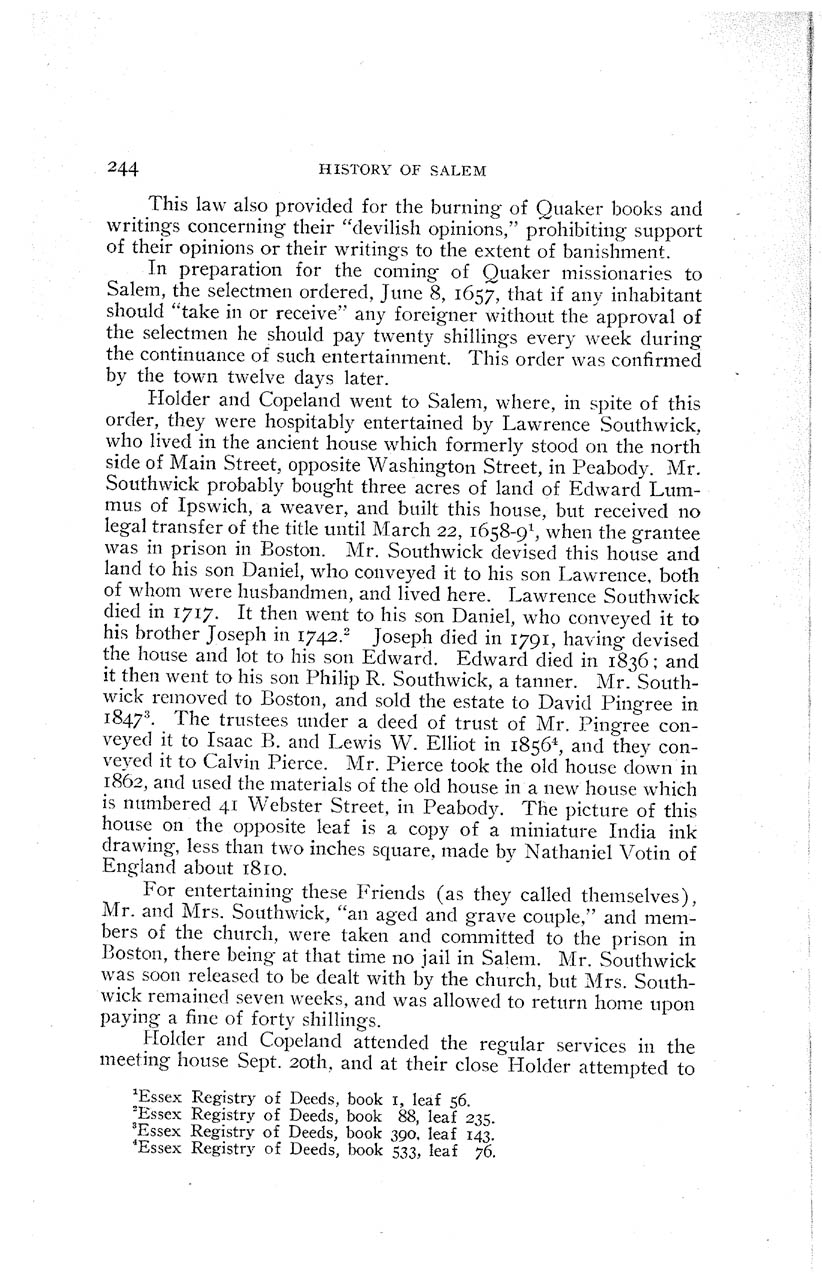 244 HISTORY OF SALEM
This law also provided for the burning of Quaker books and
writings concerning their “devilish opinions,” prohibiting support
of their opinions or their writings to the extent of banishment.
In preparation for the coming of Quaker missionaries to
Salem, the selectmen ordered, June 8, 1657, that if any inhabitant
should “take in or receive” any foreigner without the approval of
the selectmen he should pay twenty shillings every week during
the continuance of such entertainment. This order was confirmed
by the town twelve days later.
Holder and Copeland went to Salem, where, in spite of this
order, they were hospitably entertained by Lawrence Southwick,
who lived in the ancient house which formerly stood on the north
side of Main Street, opposite Washington Street, in Peabody. Mr.
Southwick probably bought three acres of land of Edward Lum-
mus of Ipswich, a weaver, and built this house, but received no
legal transfer of the title until March 22, 1658-9¹, when the grantee
was in prison in Boston. Mr. Southwick devised this house and
land to his son Daniel, who conveyed it to his son Lawrence, both
of whom were husbandmen, and lived here. Lawrence Southwick
died in 1717. It then went to his son Daniel, who conveyed it to
his brother Joseph in 1742.² Joseph died in 1791, having devised
the house and lot to his son Edward. Edward died in 1836; and
it then went to his son Philip R. Southwick, a tanner. Mr. South-
wick removed to Boston, and sold the estate to David Pingree in
1847³. The trustees under a deed of trust of Mr. Pingree con-
veyed it to Isaac B. and Lewis W. Elliot in 1856⁴, and they con-
veyed it to Calvin Pierce. Mr. Pierce took the old house down in
1862, and used the materials of the old house in a new house which
is numbered 41 Webster Street, in Peabody. The picture of this
house on the opposite leaf is a copy of a miniature India ink
drawing, less than two inches square, made by Nathaniel Votin of
England about 1810.
For entertaining these Friends (as they called themselves),
Mr. and Mrs. Southwick, “an aged and grave couple,” and mem-
bers of the church, were taken and committed to the prison in
Boston, there being at that time no jail in Salem. Mr. Southwick
was soon released to be dealt with by the church, but Mrs. South-
wick remained seven weeks, and was allowed to return home upon
paying a fine of forty shillings.
Holder and Copeland attended the regular services in the
meeting house Sept. 20th, and at their close Holder attempted to
¹Essex Registry of Deeds, book 1, leaf 56.
²Essex Registry of Deeds, book 88, leaf 235.
³Essex Registry of Deeds, book 390, leaf 143.
⁴Essex Registry of Deeds, book 533, leaf 76.